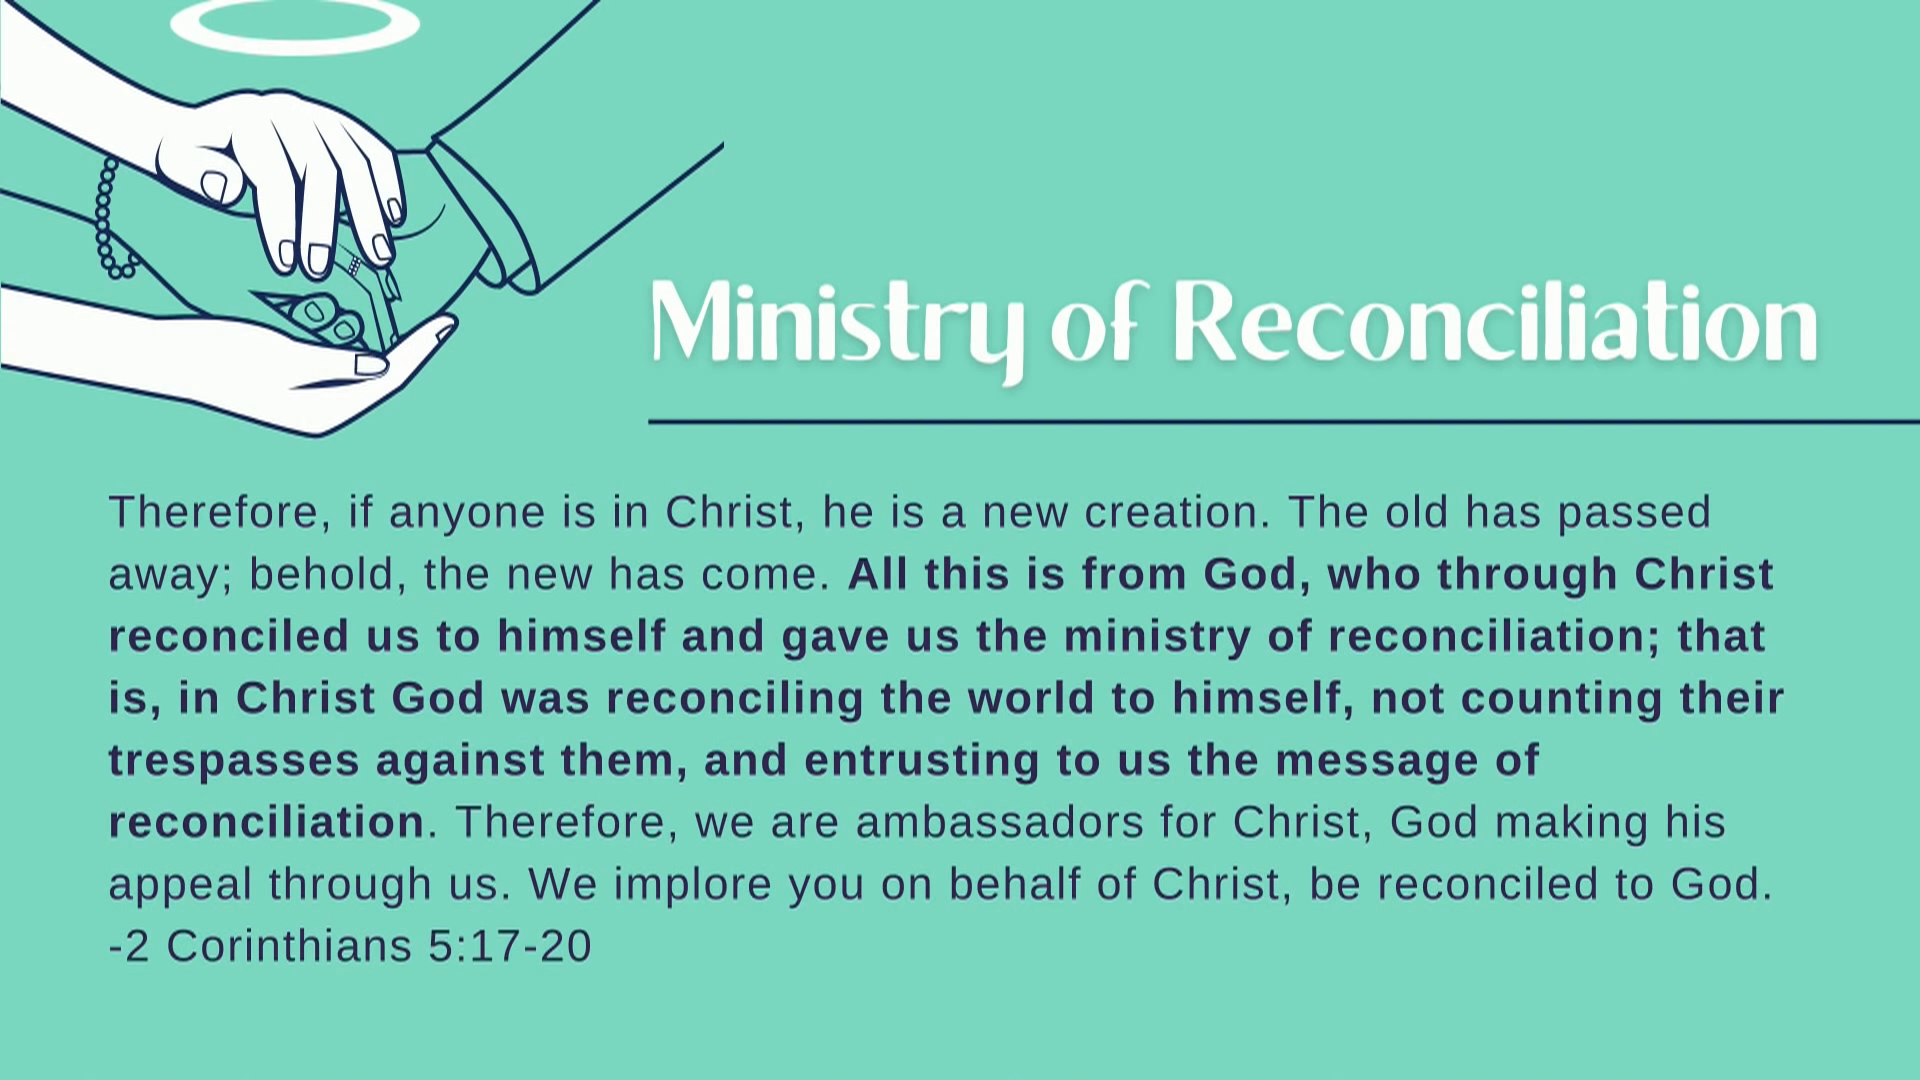 Ministry of Reconciliation
Therefore, if anyone is in Christ, he is a new creation. The old has passed
away; behold, the new has come. All this is from God, who through Christ
reconciled us to himself and gave us the ministry of reconciliation; that
is, in Christ God was reconciling the world to himself, not counting their
trespasses against them, and entrusting to us the message of
reconciliation. Therefore, we are ambassadors for Christ, God making his
appeal through us. We implore you on behalf of Christ, be reconciled to God.
-2 Corinthians 5:17-20